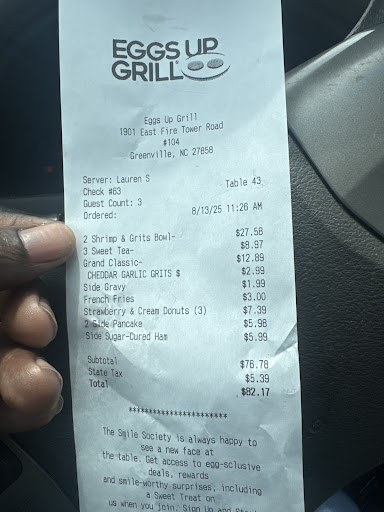 EGGS UP
GRILL
Eggs Up Grill
1901 East Fire Tower Road
#104
Greenville, NC 27858
Server: Lauren S
Check #63 Table 43
Guest Count: 3
Ordered: 8/13/25 11:26 AM
2 Shrimp & Grits Bowl- $27.58
3 Sweet Tea- $8.97
Grand Classic- $12.89
CHEDDAR GARLIC GRITS $ $2.99
Side Gravy $1.99
French Fries $3.00
Strawberry & Cream Donuts (3) $7.39
2 Side Pancake $5.98
Side Sugar-Cured Ham $5.99
Subtotal $76.78
State Tax $5.39
Total $82.17
***********************
The Smile Society is always happy to
see a new face at
the table. Get access to egg-sclusive
deals, rewards
and smile-worthy surprises, including
a Sweet Treat on
us when you join. Sign Up and